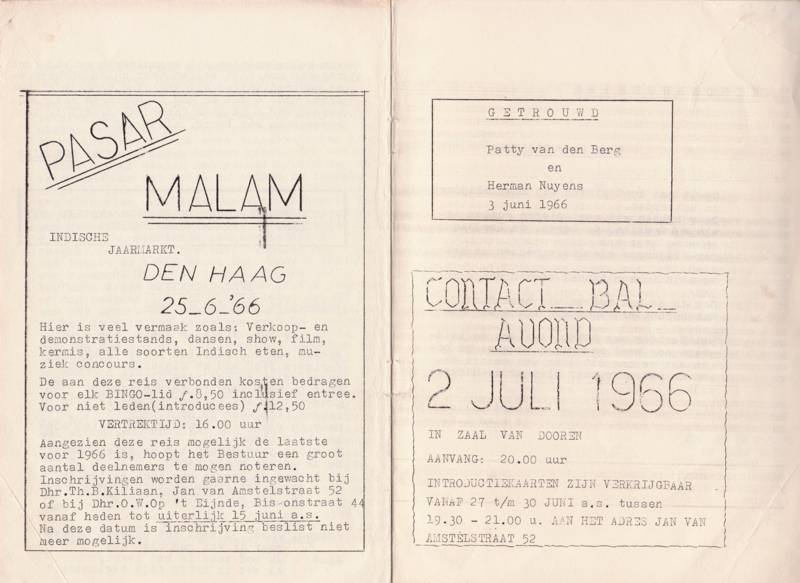 PASAR
MALAM
INDISCHE
JAARMARKT.
DEN HAAG
25_6_'66
Hier is veel vermaak zoals: Verkoop- en
demonstratiestands, dansen, show, film,
kermis, alle soorten Indisch eten, mu-
ziek concours.
De aan deze reis verbonden kosten bedragen
voor elk BINGO-lid ƒ.8,50 inclusief entree.
Voor niet leden(introducees) ƒ.12,50
VERTREKTIJD: 16.00 uur
Aangezien deze reis mogelijk de laatste
voor 1966 is, hoopt het Bestuur een groot
aantal deelnemers te mogen noteren.
Inschrijvingen worden gaarne ingewacht bij
Dhr.Th.B.Kiliaan, Jan van Amstelstraat 52
of bij Dhr.O.W.Op 't Eijnde, Bisonstraat 44
vanaf heden tot uiterlijk 15 juni a.s.
Na deze datum is inschrijving beslist niet
meer mogelijk.
GETROUWD
Patty van den Berg
en
Herman Nuyens
3 juni 1966
CONTACT_BAL_
AVOND
2 JULI 1966
IN ZAAL VAN DOOREN
AANVANG: 20.00 uur
INTRODUCTIEKAARTEN ZIJN VERKRIJGBAAR
VANAF 27 t/m 30 JUNI a.s. tussen
19.30 - 21.00 u. AAN HET ADRES JAN VAN
AMSTELSTRAAT 52